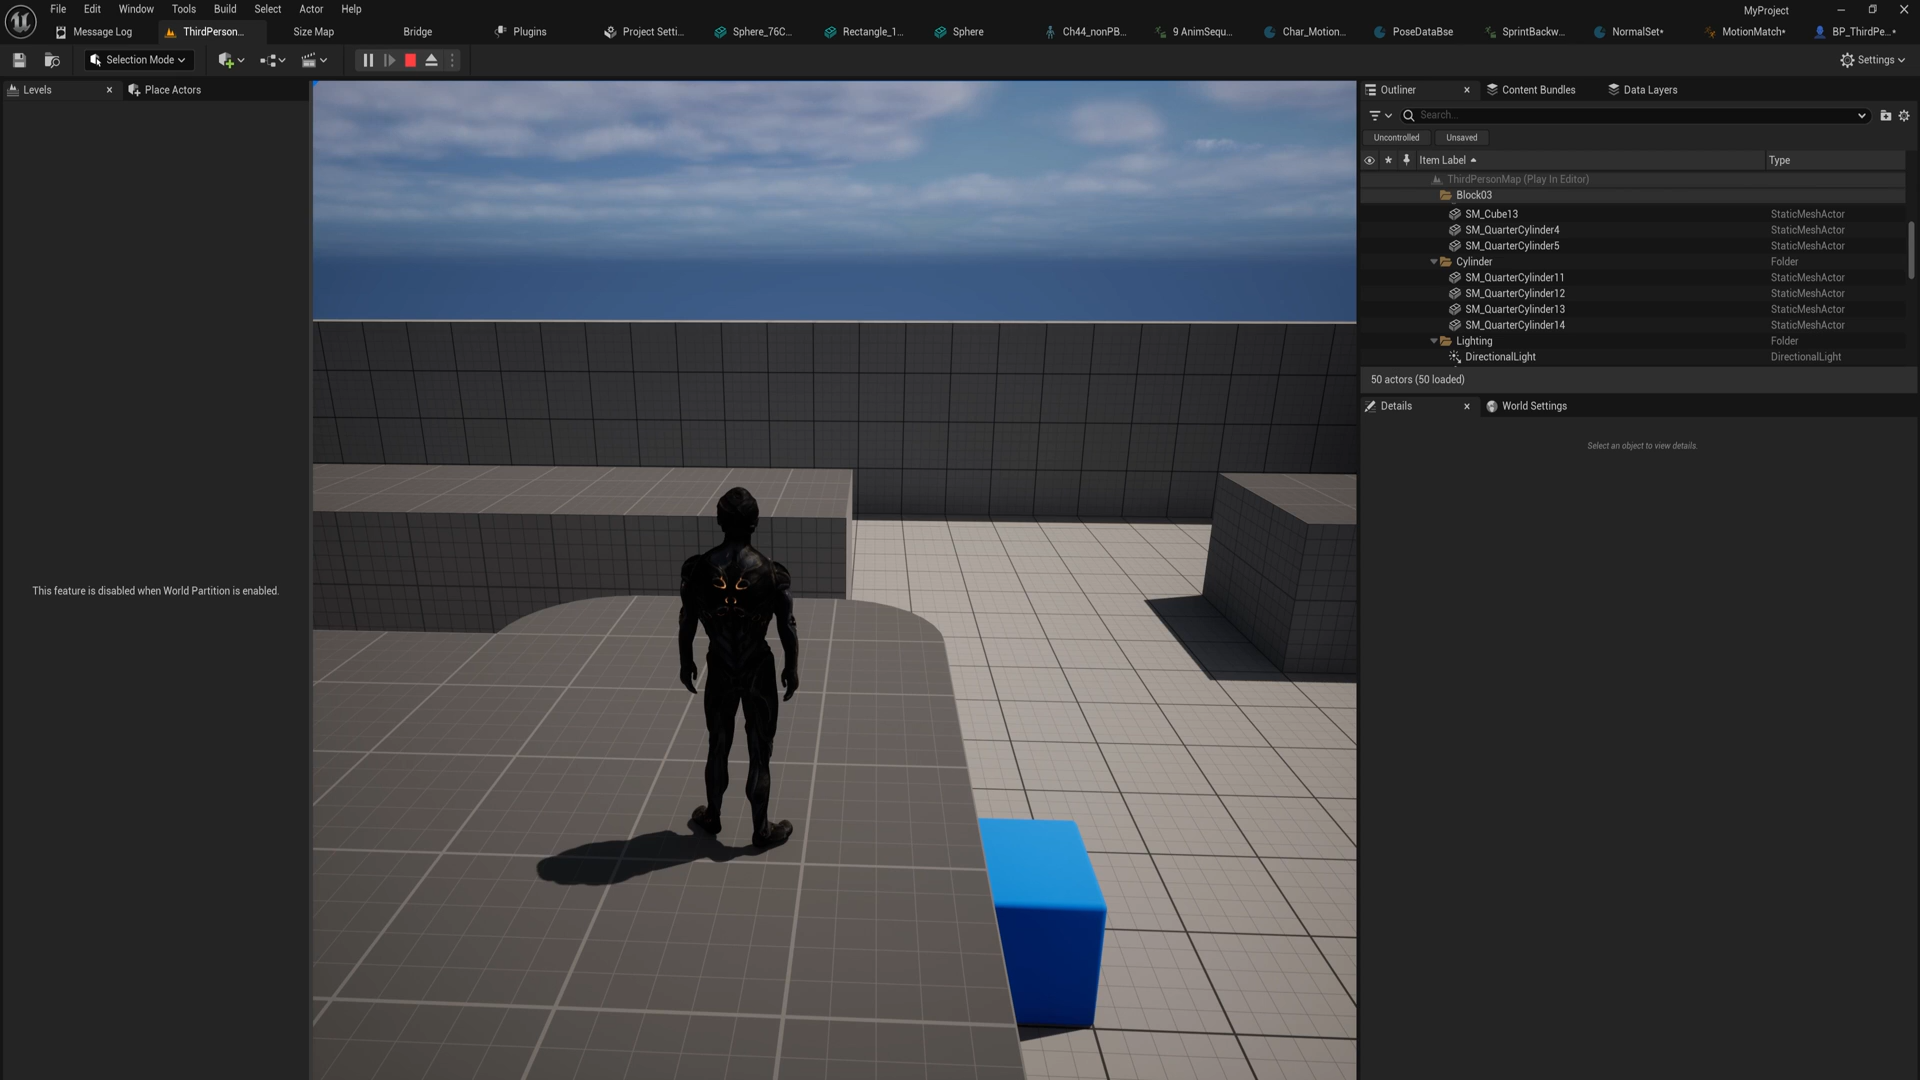 File Edit Window Tools Build Select Actor Help
MyProject
Message Log ThirdPerson... Size Map Bridge Plugins Project Setti... Sphere_76C... Rectangle_1... Sphere Ch44_nonPB... 9 AnimSequ... Char_Motion... PoseDataBse SprintBackw... NormalSet* MotionMatch* BP_ThirdPe...*
Selection Mode
Settings
Levels Place Actors
This feature is disabled when World Partition is enabled.
Outliner Content Bundles Data Layers
Search...
Uncontrolled Unsaved
Item Label Type
ThirdPersonMap (Play In Editor)
Block03
SM_Cube13 StaticMeshActor
SM_QuarterCylinder4 StaticMeshActor
SM_QuarterCylinder5 StaticMeshActor
Cylinder Folder
SM_QuarterCylinder11 StaticMeshActor
SM_QuarterCylinder12 StaticMeshActor
SM_QuarterCylinder13 StaticMeshActor
SM_QuarterCylinder14 StaticMeshActor
Lighting Folder
DirectionalLight DirectionalLight
50 actors (50 loaded)
Details World Settings
Select an object to view details.